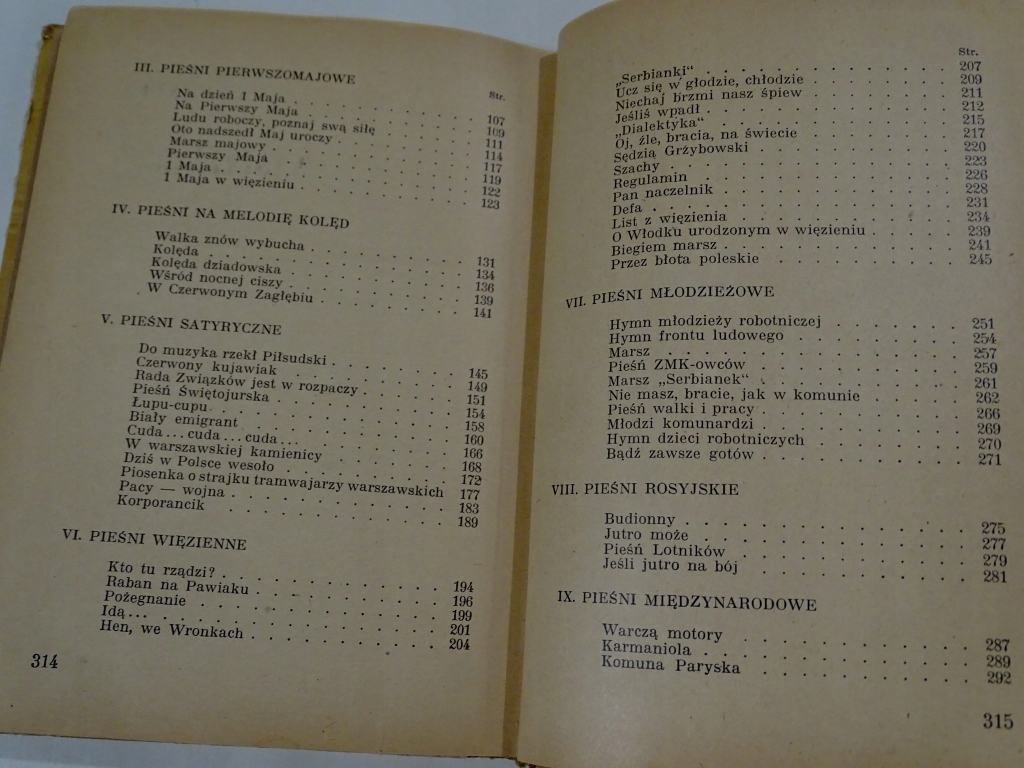 III. PIEŚNI PIERWSZOMAJOWE
Str.
Na dzień 1 Maja . . . . . . . . . . 107
Na Pierwszy Maja . . . . . . . . . . 109
Ludu roboczy, poznaj swą siłę . . . . . . 111
Oto nadszedł Maj uroczy . . . . . . . . 114
Marsz majowy . . . . . . . . . . 117
Pierwszy Maja . . . . . . . . . . 119
1 Maja . . . . . . . . . . 122
1 Maja w więzieniu . . . . . . . . . . 123
IV. PIEŚNI NA MELODIĘ KOLĘD
Walka znów wybucha . . . . . . . . . . 131
Kolęda . . . . . . . . . . 134
Kolęda dziadowska . . . . . . . . . . 136
Wśród nocnej ciszy . . . . . . . . . . 139
W Czerwonym Zagłębiu . . . . . . . . . . 141
V. PIEŚNI SATYRYCZNE
Do muzyka rzekł Piłsudski . . . . . . . . 145
Czerwony kujawiak . . . . . . . . . . 149
Rada Związków jest w rozpaczy . . . . . . 151
Pieśń Świętojurska . . . . . . . . . . 154
Łupu-cupu . . . . . . . . . . 158
Biały emigrant . . . . . . . . . . 160
Cuda... cuda... cuda... . . . . . . . . 166
W warszawskiej kamienicy . . . . . . . . 168
Dziś w Polsce wesoło . . . . . . . . . . 172
Piosenka o strajku tramwajarzy warszawskich 177
Pacy — wojna . . . . . . . . . . 183
Korporancik . . . . . . . . . . 189
VI. PIEŚNI WIĘZIENNE
Kto tu rządzi? . . . . . . . . . . 194
Raban na Pawiaku . . . . . . . . . . 196
Pożegnanie . . . . . . . . . . 199
Idą... . . . . . . . . . . 201
Hen, we Wronkach . . . . . . . . . . 204
314
Str.
„Serbianki“ . . . . . . . . . . 207
Ucz się w głodzie, chłodzie . . . . . . . 209
Niechaj brzmi nasz śpiew . . . . . . . 211
Jeśliś wpadł . . . . . . . . . . 212
„Dialektyka“ . . . . . . . . . . 215
Oj, źle, bracia, na świecie . . . . . . . 217
Sędzią Grżybowski . . . . . . . . . . 220
Szachy . . . . . . . . . . 223
Regulamin . . . . . . . . . . 226
Pan naczelnik . . . . . . . . . . 228
Defa . . . . . . . . . . 231
List z więzienia . . . . . . . . . . 234
O Włodku urodzonym w więzieniu . . . . . 239
Biegiem marsz . . . . . . . . . . 241
Przez błota poleskie . . . . . . . . . . 245
VII. PIEŚNI MŁODZIEŻOWE
Hymn młodzieży robotniczej . . . . . . . 251
Hymn frontu ludowego . . . . . . . . 254
Marsz . . . . . . . . . . 257
Pieśń ZMK-owców . . . . . . . . . . 259
Marsz „Serbianek“ . . . . . . . . . . 261
Nie masz, bracie, jak w komunie . . . . . 262
Pieśń walki i pracy . . . . . . . . . . 266
Młodzi komunardzi . . . . . . . . . . 269
Hymn dzieci robotniczych . . . . . . . 270
Bądź zawsze gotów . . . . . . . . . . 271
VIII. PIEŚNI ROSYJSKIE
Budionny . . . . . . . . . . 275
Jutro może . . . . . . . . . . 277
Pieśń Lotników . . . . . . . . . . 279
Jeśli jutro na bój . . . . . . . . . . 281
IX. PIEŚNI MIĘDZYNARODOWE
Warczą motory . . . . . . . . . . 287
Karmaniola . . . . . . . . . . 289
Komuna Paryska . . . . . . . . . . 292
315